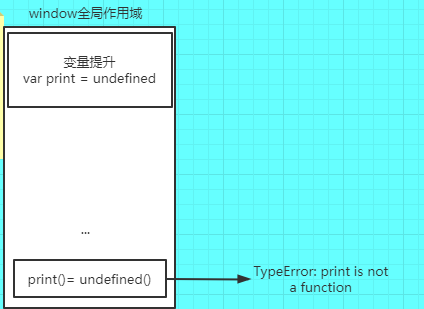 window全局作用域
变量提升
var print = undefined
...
print()= undefined()
TypeError: print is not
a function